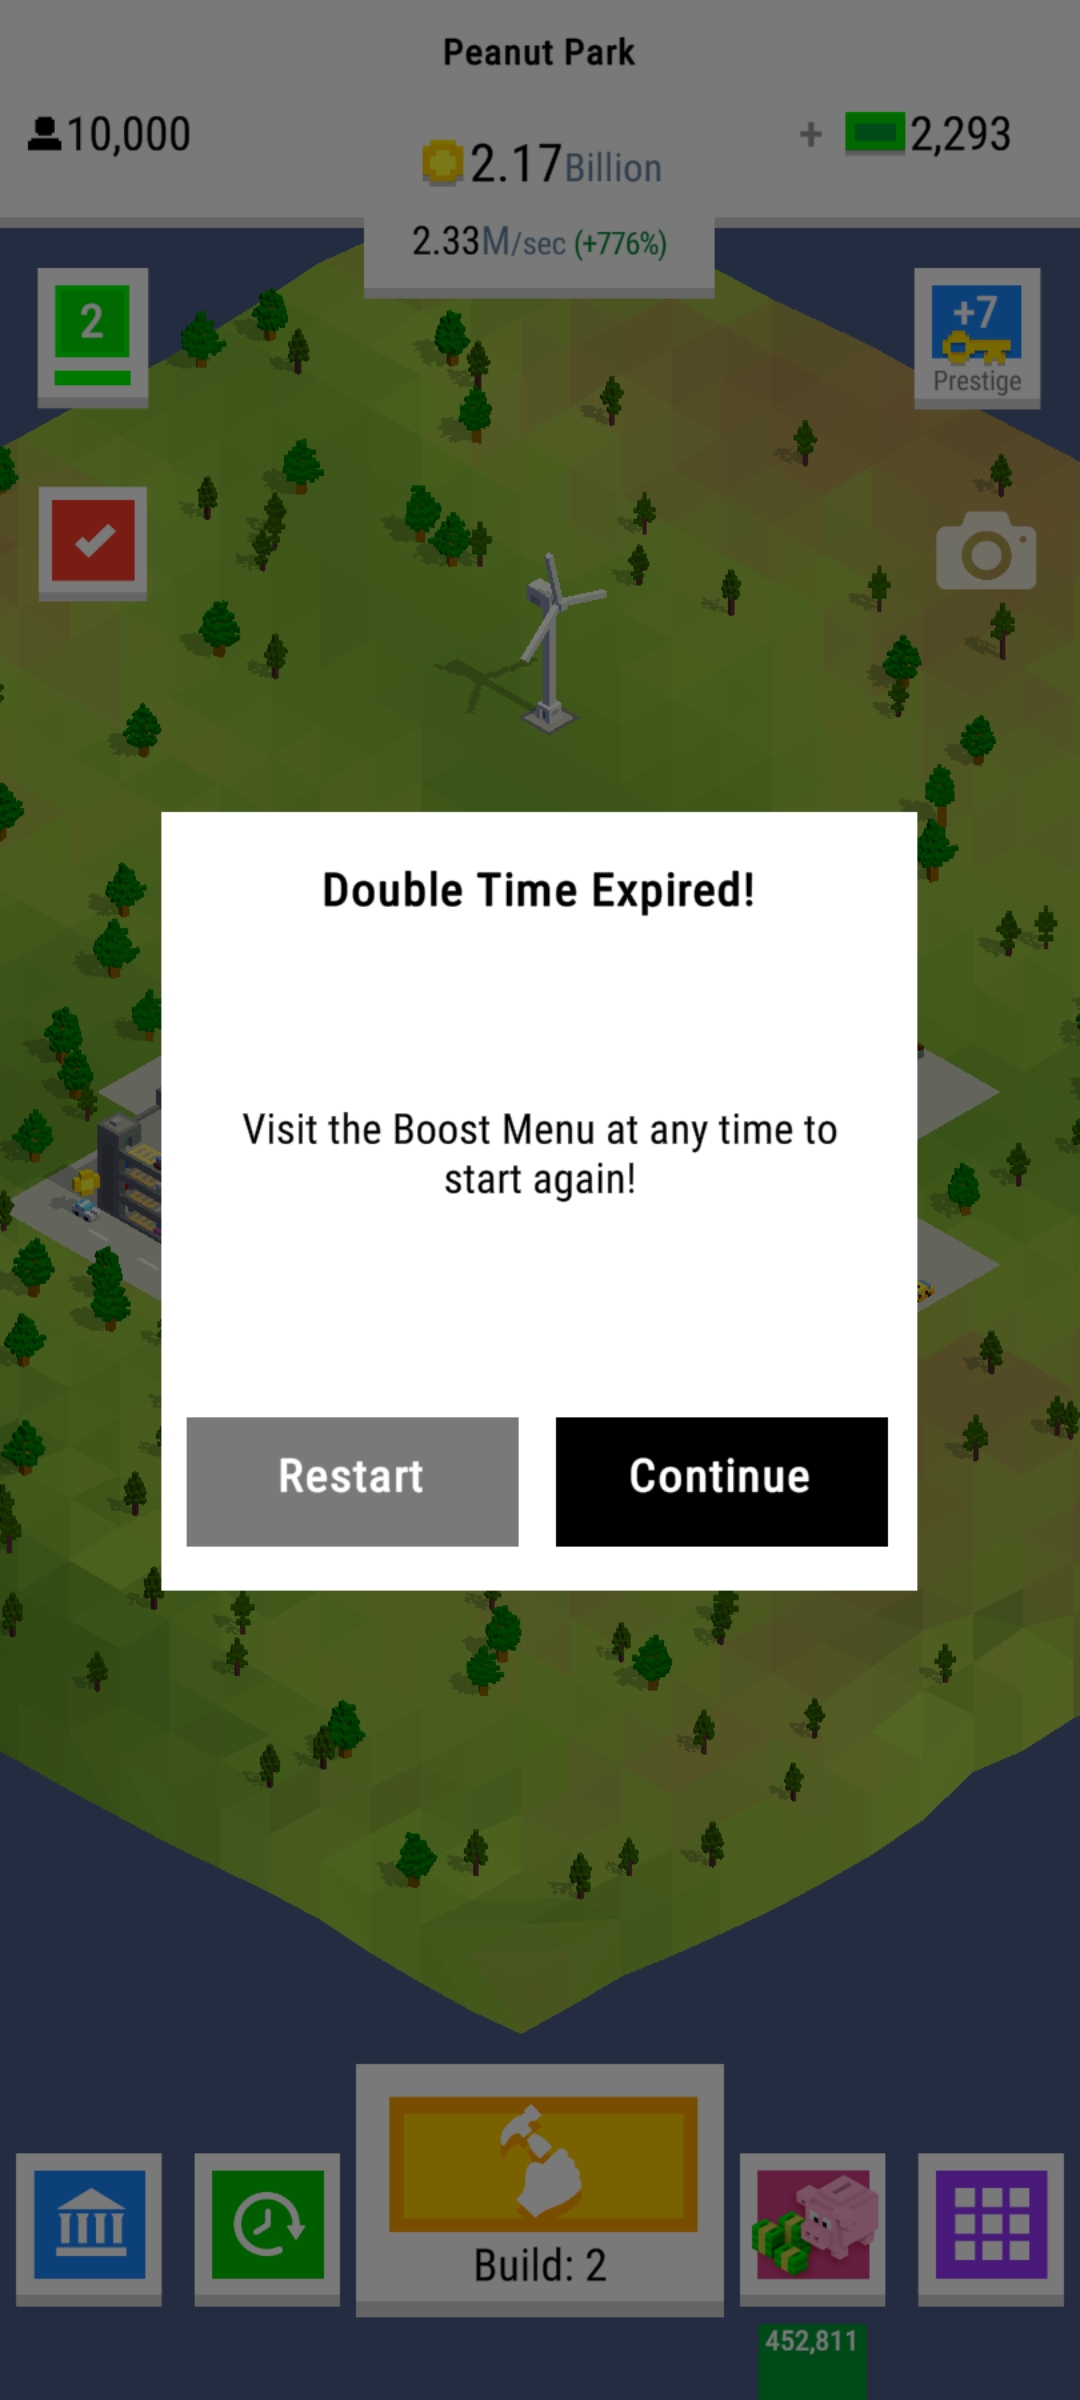 Peanut Park
10,000
2.17Billion
+ 2,293
2.33M/sec (+776%)
2
+7
Prestige
Double Time Expired!
Visit the Boost Menu at any time to
start again!
Restart
Continue
Build: 2
452,811